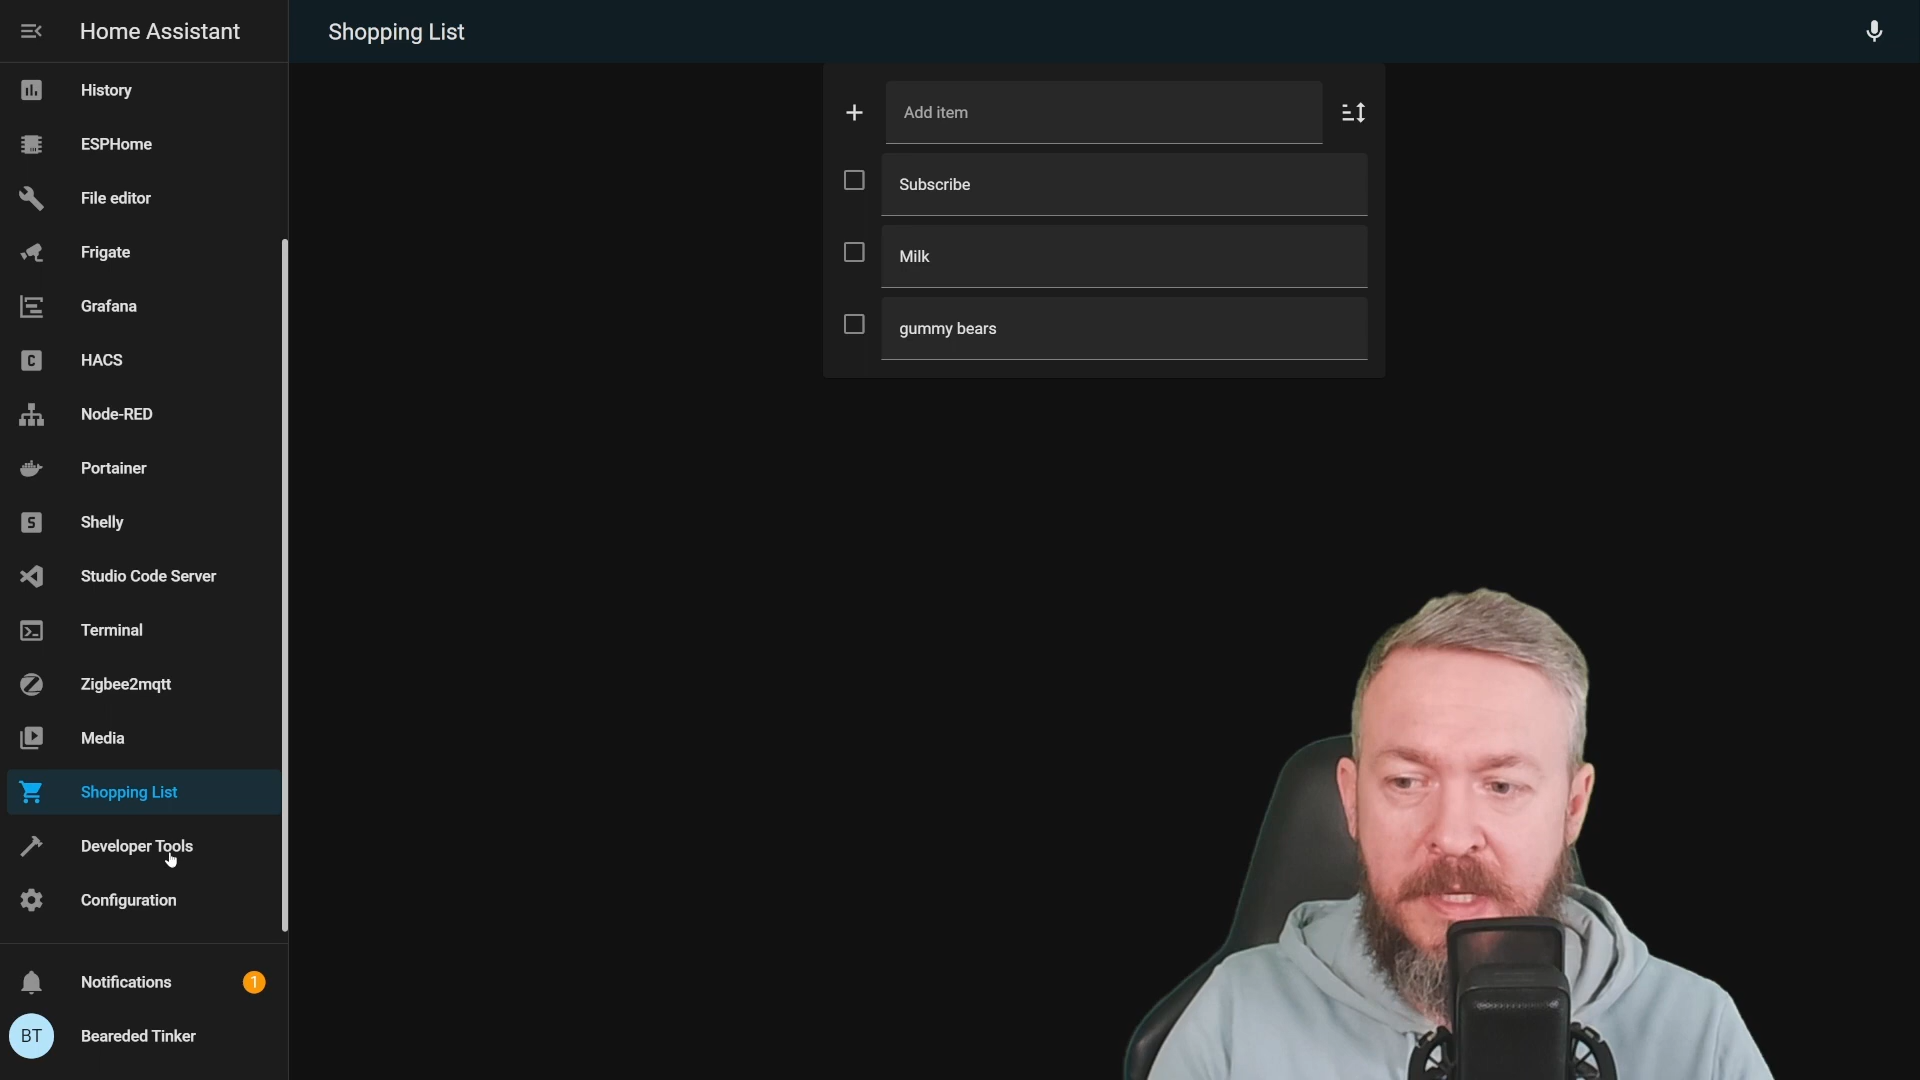 Home Assistant
Shopping List
History
ESPHome
File editor
Frigate
Grafana
HACS
Node-RED
Portainer
Shelly
Studio Code Server
Terminal
Zigbee2mqtt
Media
Shopping List
Developer Tools
Configuration
Notifications 1
BT Beareded Tinker
Add item
Subscribe
Milk
gummy bears